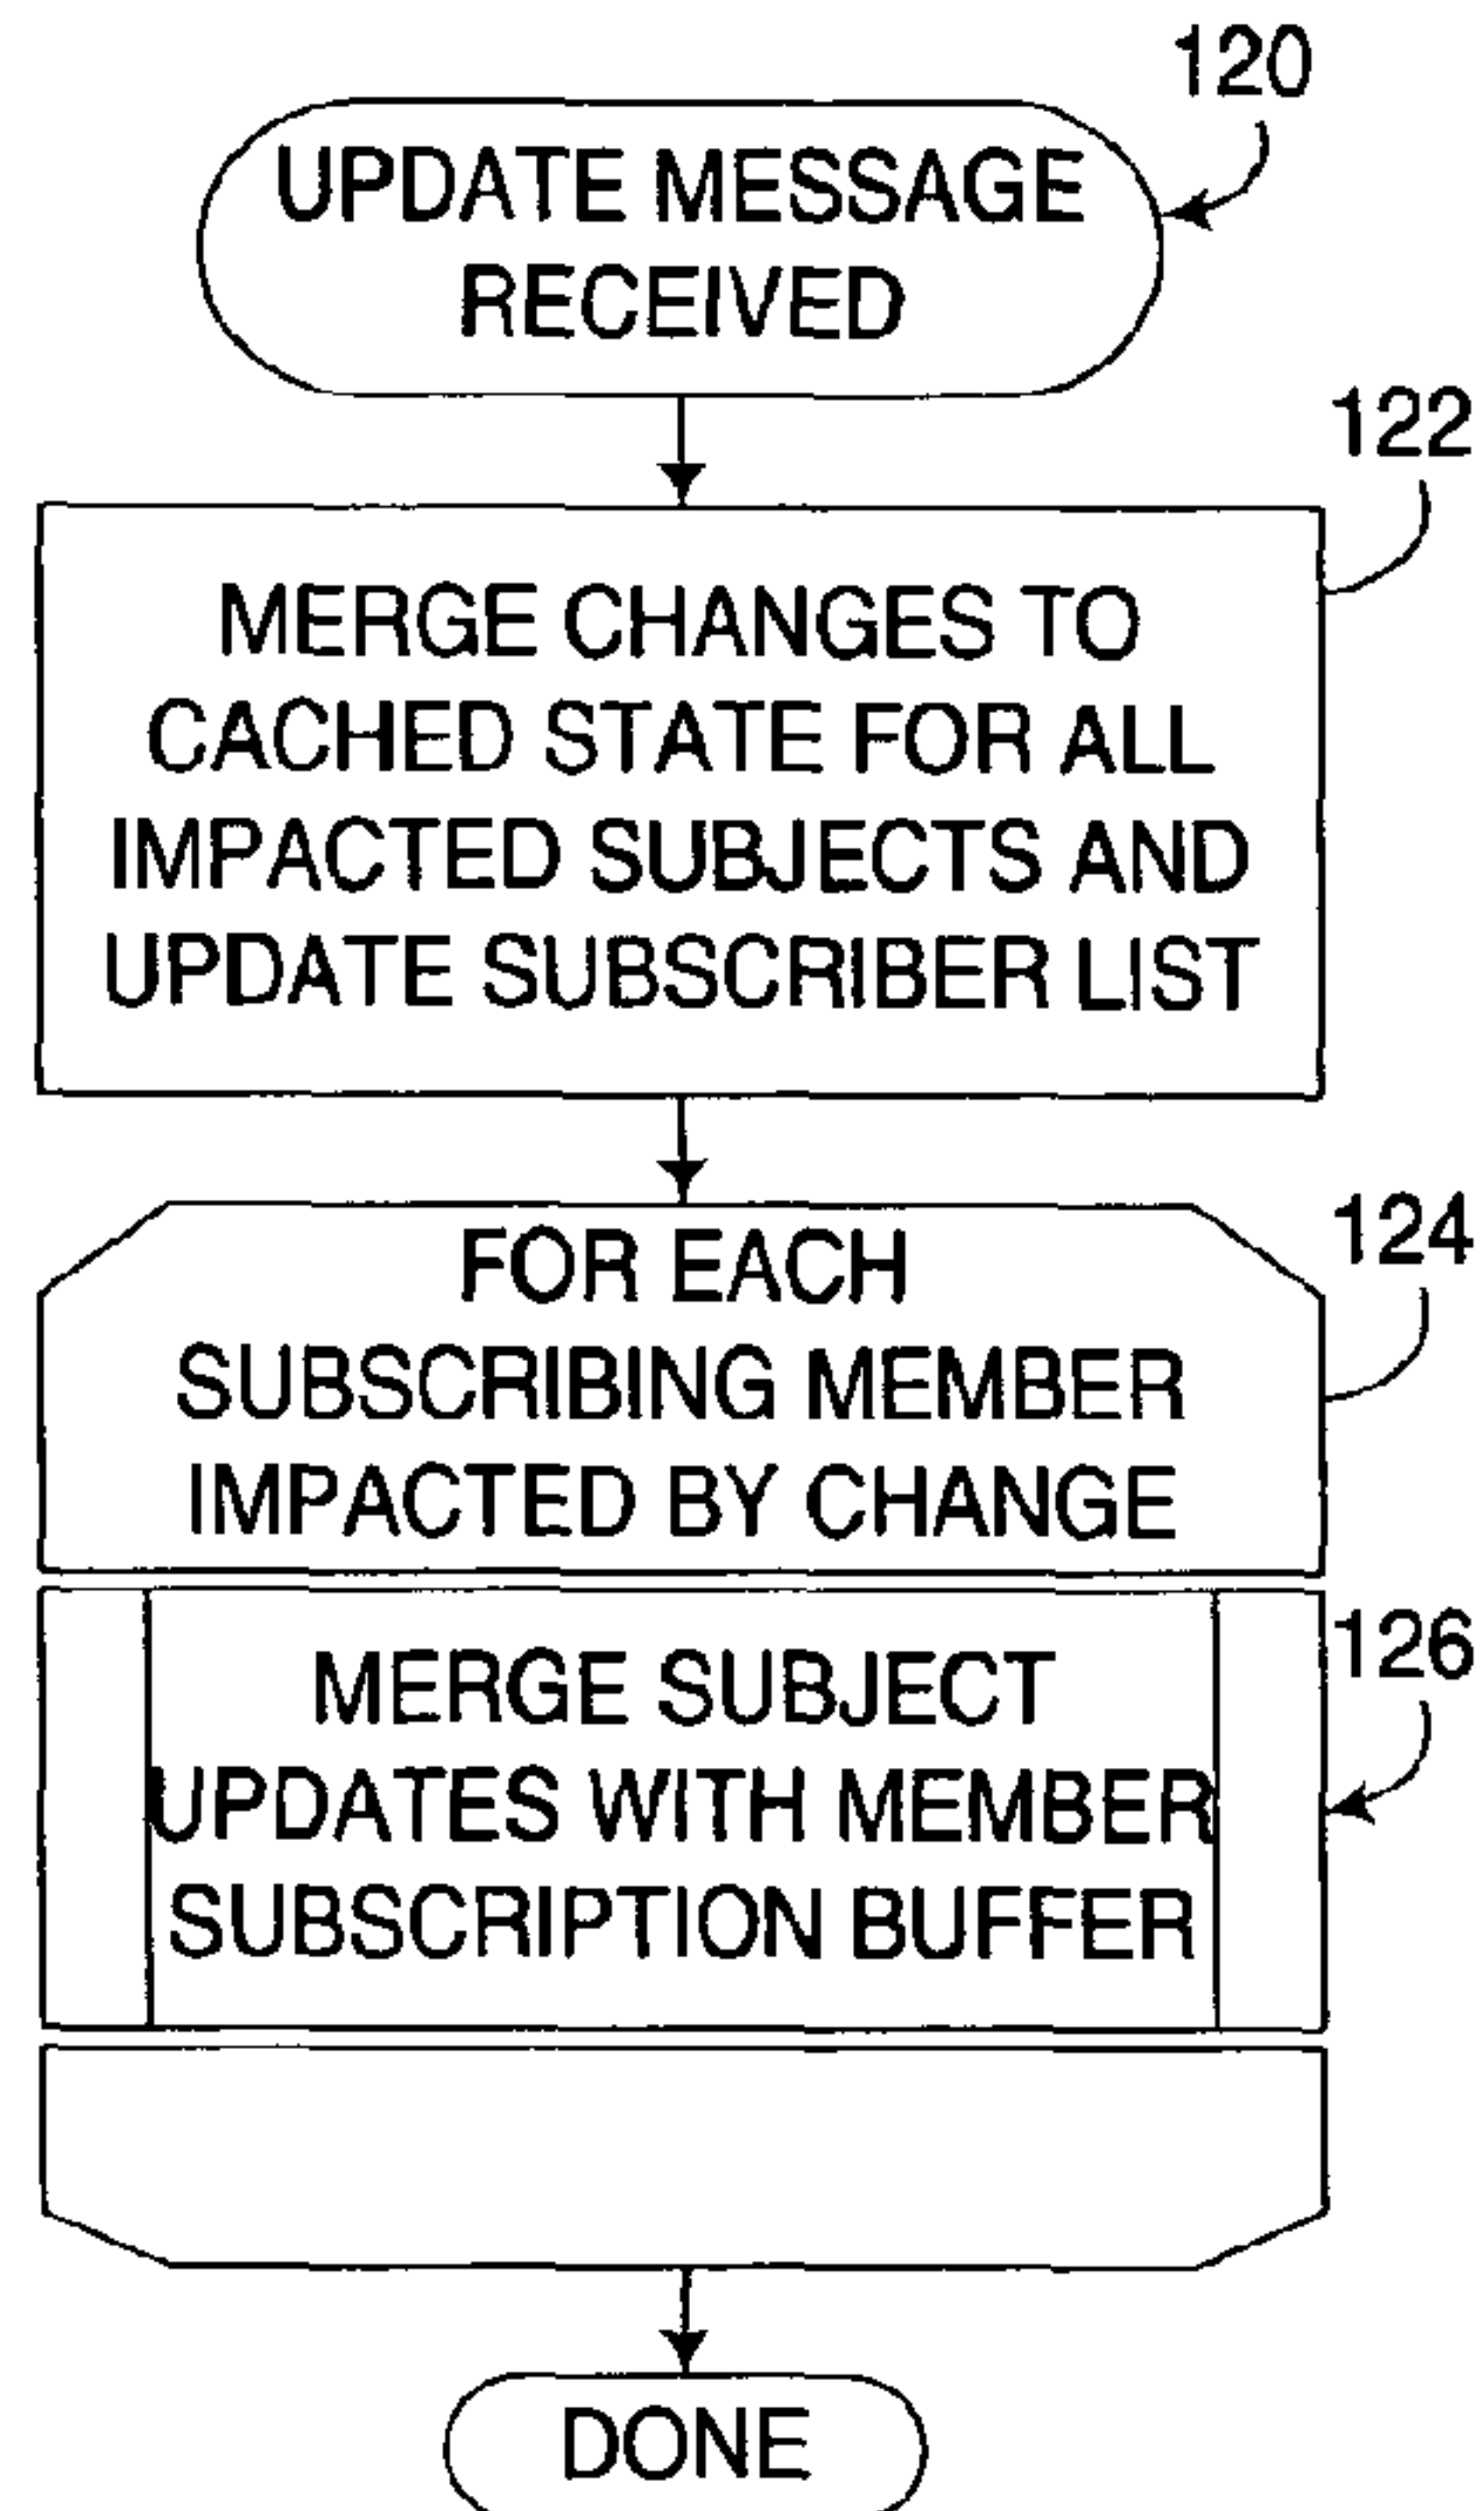 120
UPDATE MESSAGE
RECEIVED
122
MERGE CHANGES TO
CACHED STATE FOR ALL
IMPACTED SUBJECTS AND
UPDATE SUBSCRIBER LIST
124
FOR EACH
SUBSCRIBING MEMBER
IMPACTED BY CHANGE
126
MERGE SUBJECT
UPDATES WITH MEMBER
SUBSCRIPTION BUFFER
DONE